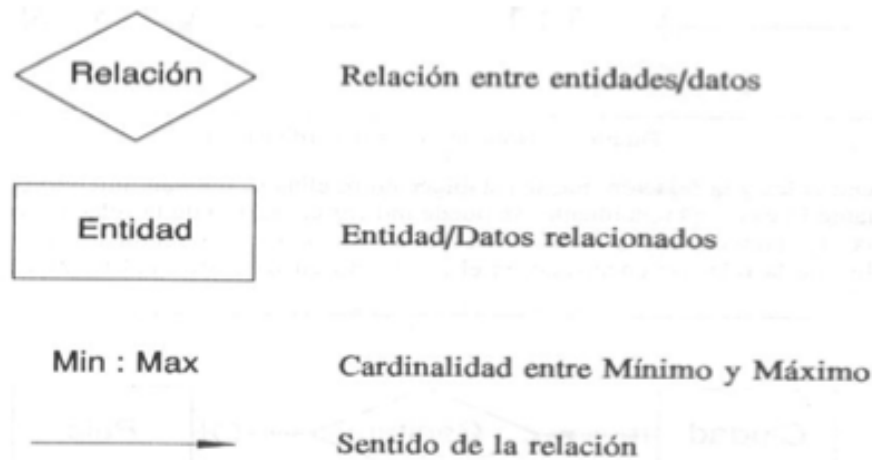 Relación Relación entre entidades/datos
Entidad Entidad/Datos relacionados
Min : Max Cardinalidad entre Mínimo y Máximo
Sentido de la relación